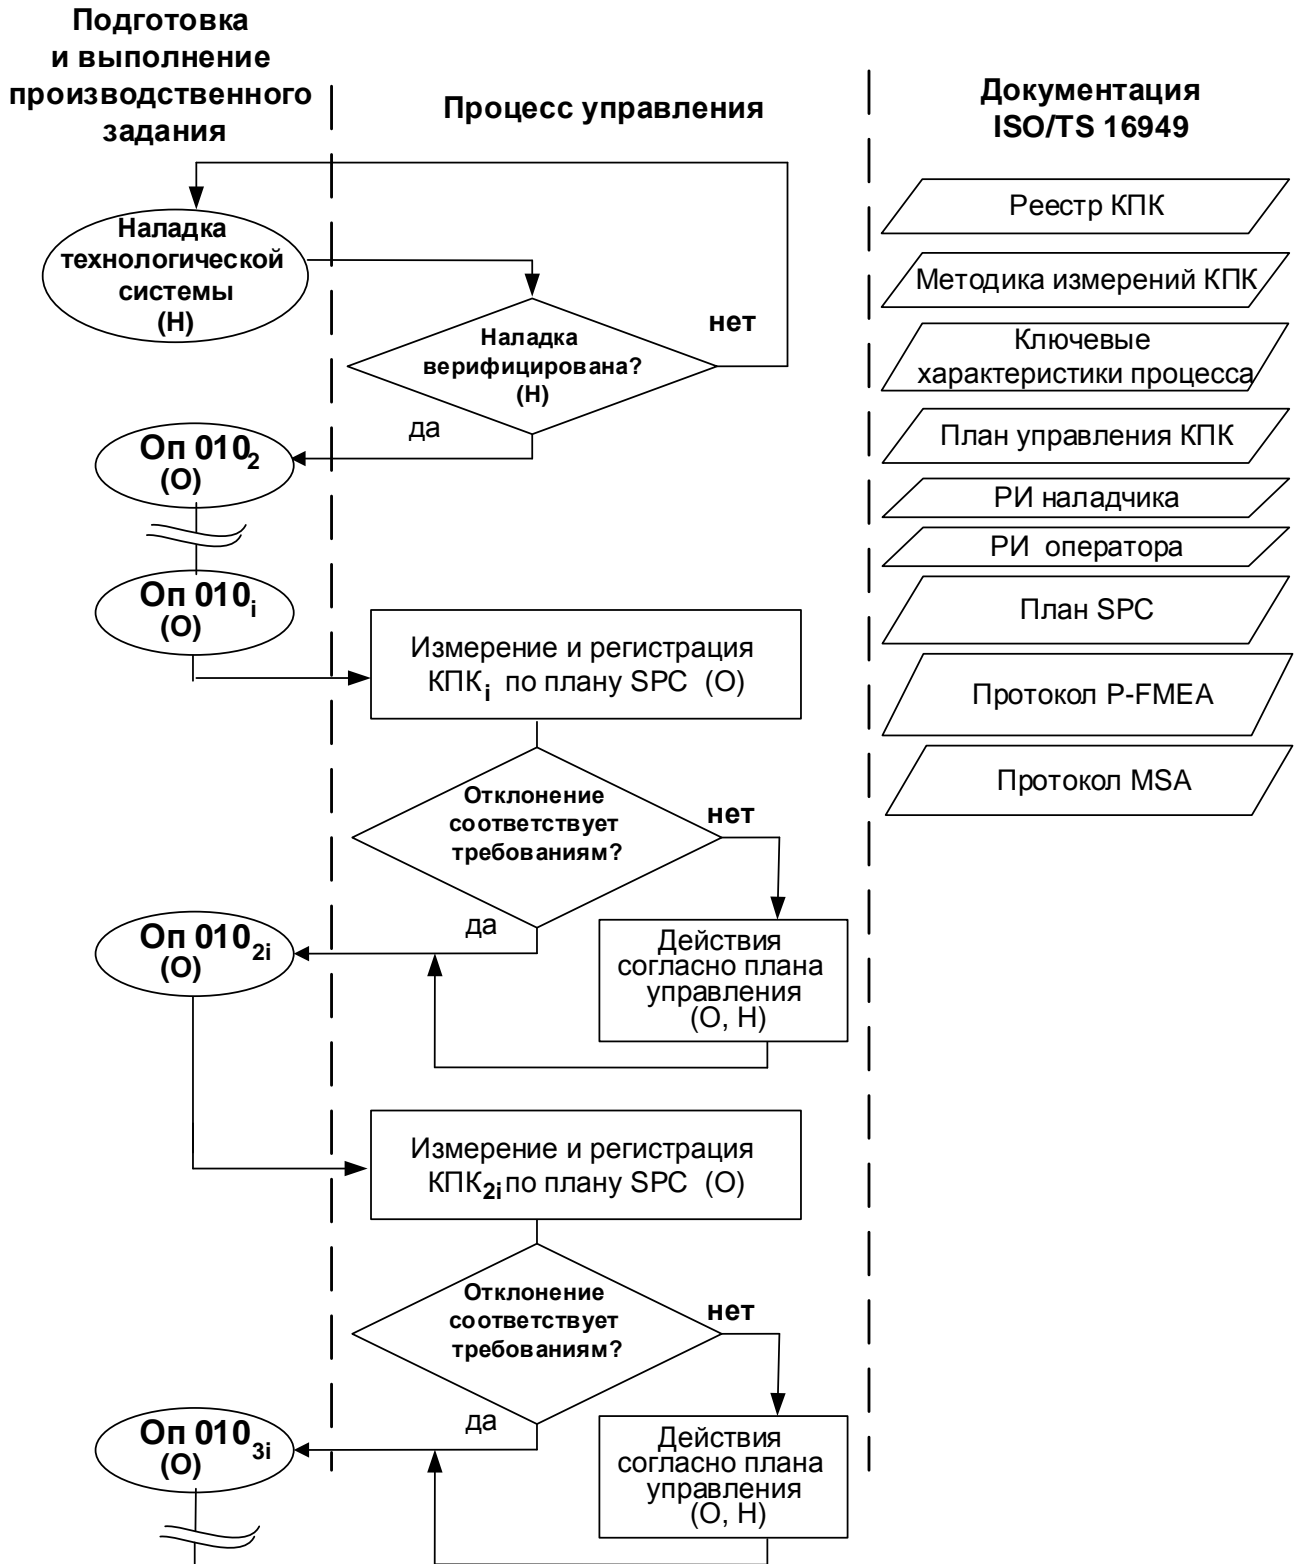 Подготовка
и выполнение
производственного
задания
Процесс управления
Документация
ISO/TS 16949
Наладка
технологической
системы
(Н)
Наладка
верифицирована?
(Н)
нет
да
Оп 010₂
(О)
Оп 010i
(О)
Измерение и регистрация
КПКi по плану SPC (О)
Отклонение
соответствует
требованиям?
нет
да
Действия
согласно плана
управления
(О, Н)
Оп 010₂i
(О)
Измерение и регистрация
КПК₂i по плану SPC (О)
Отклонение
соответствует
требованиям?
нет
да
Действия
согласно плана
управления
(О, Н)
Оп 010₃i
(О)
Реестр КПК
Методика измерений КПК
Ключевые
характеристики процесса
План управления КПК
РИ наладчика
РИ оператора
План SPC
Протокол P-FMEA
Протокол MSA